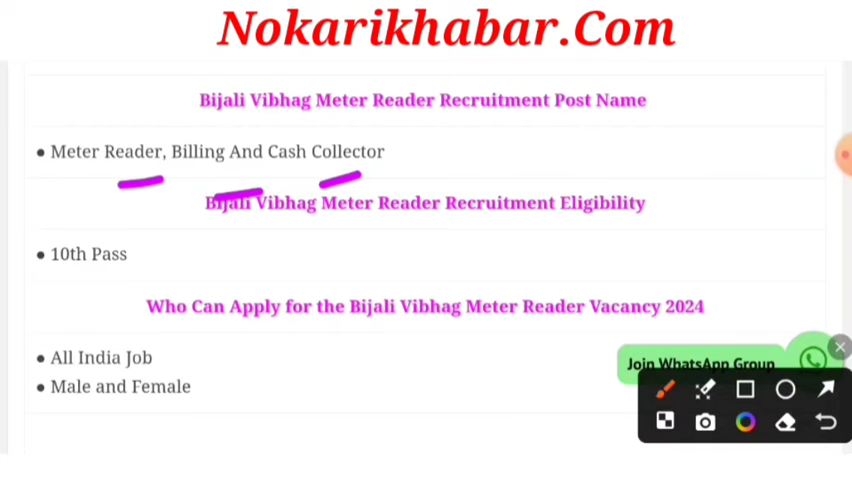 Nokarikhabar.Com
Bijali Vibhag Meter Reader Recruitment Post Name
● Meter Reader, Billing And Cash Collector
Bijali Vibhag Meter Reader Recruitment Eligibility
● 10th Pass
Who Can Apply for the Bijali Vibhag Meter Reader Vacancy 2024
● All India Job
Join WhatsApp Group
● Male and Female